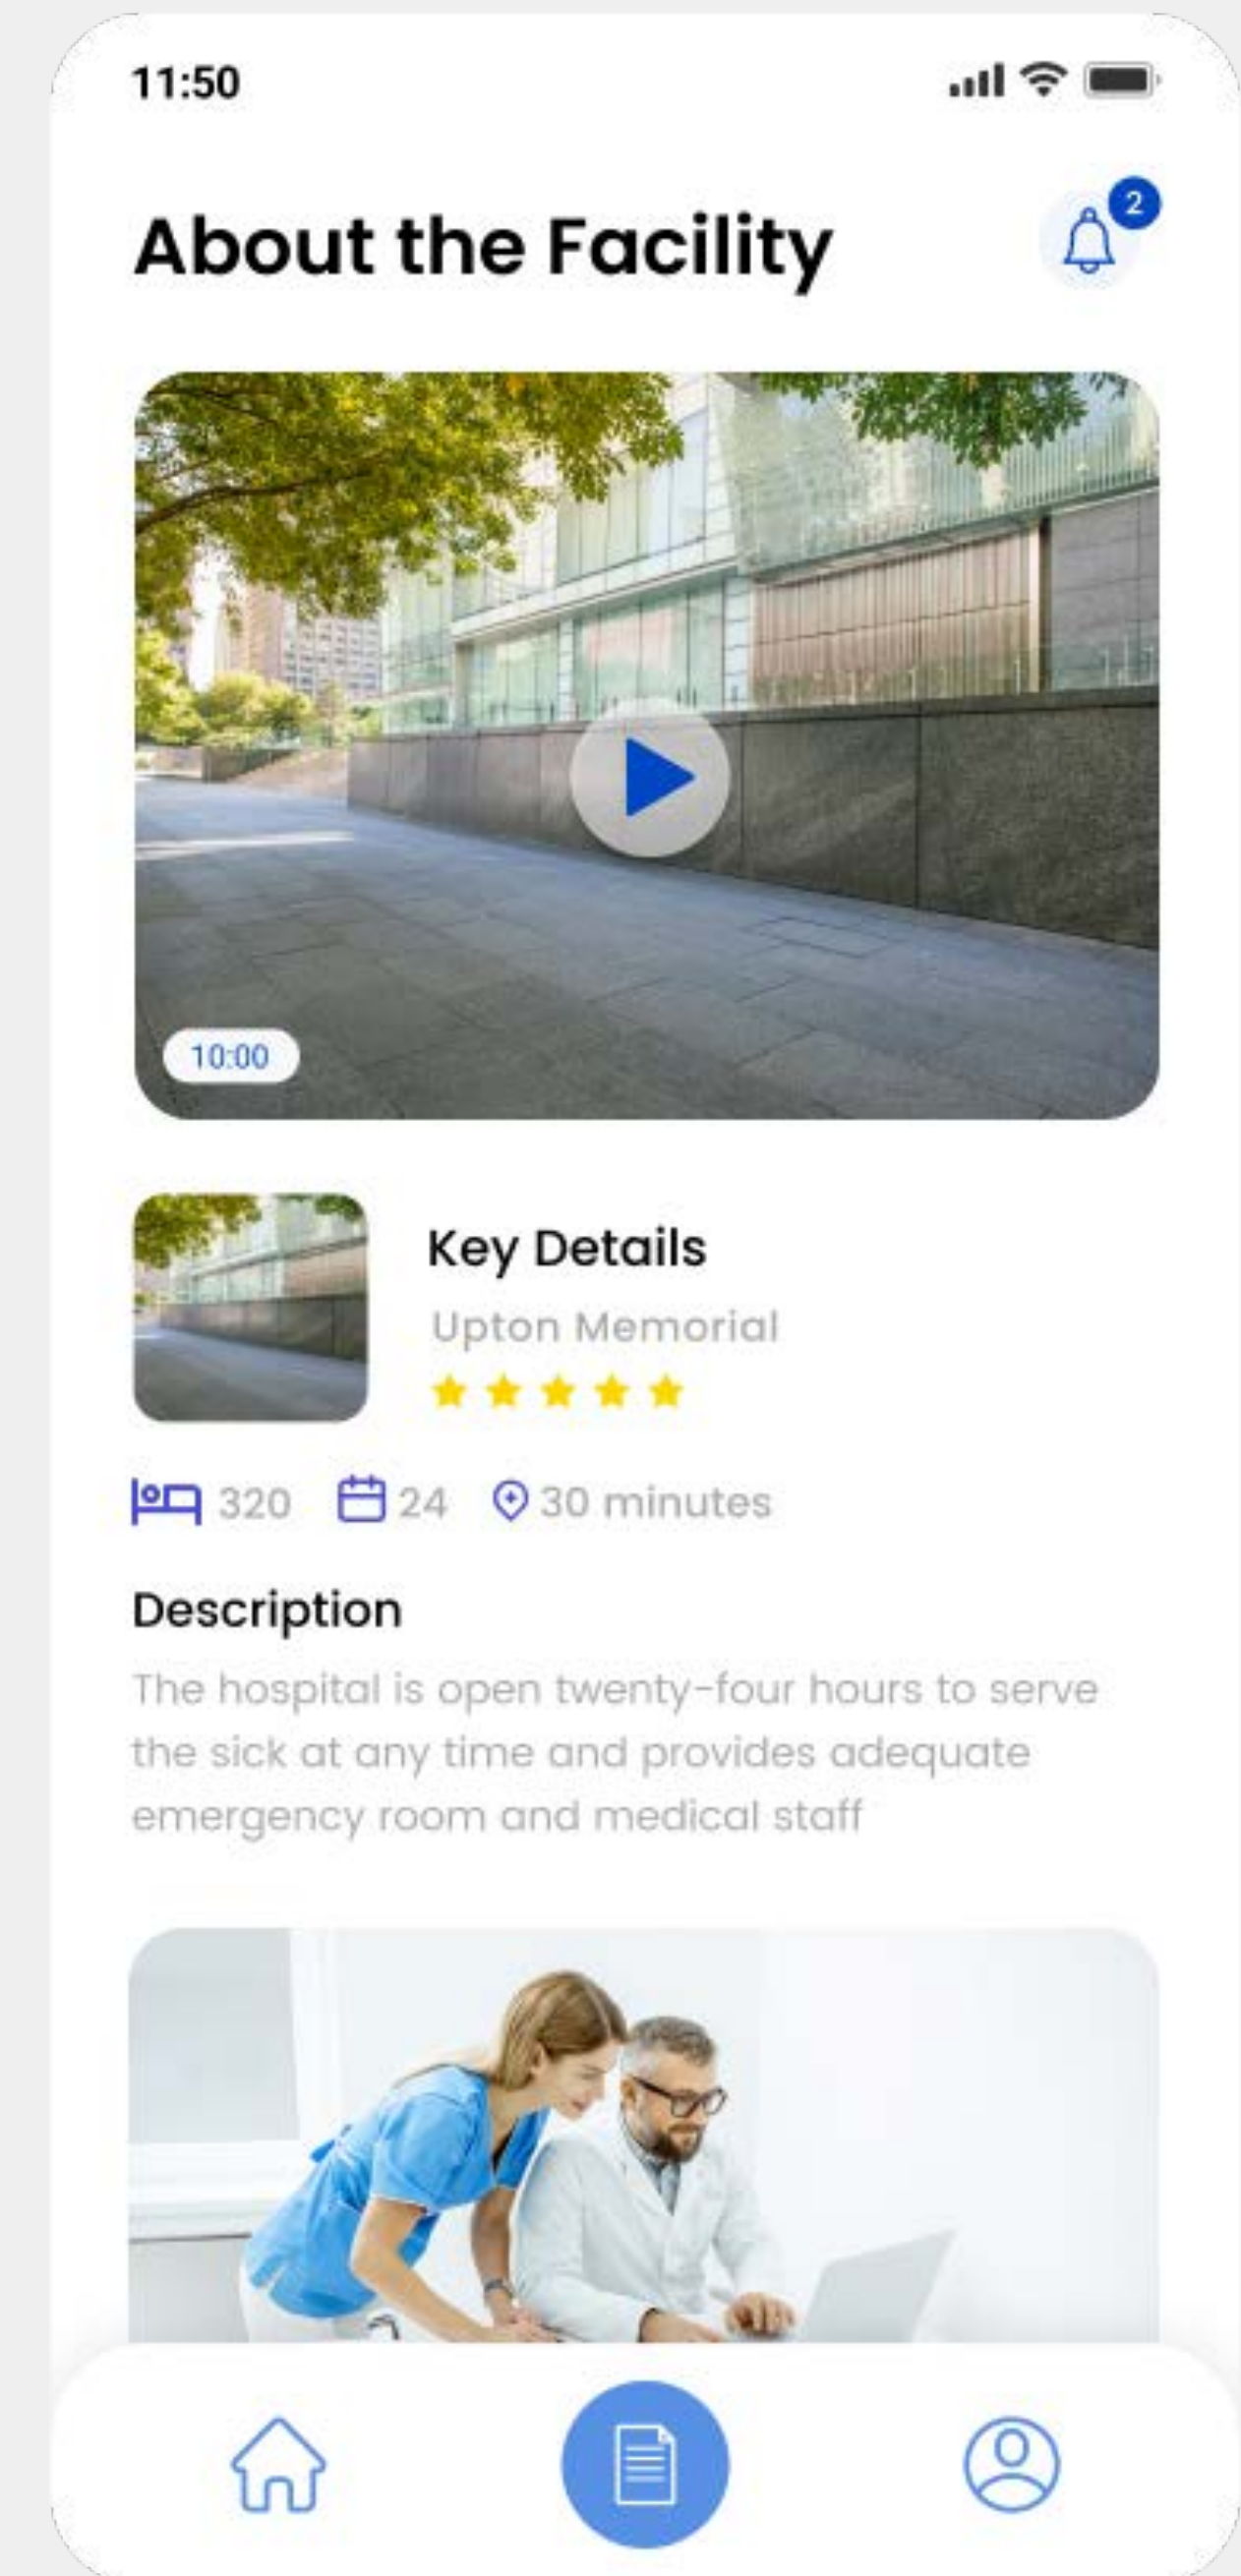 11:50
About the Facility
2
10:00
Key Details
Upton Memorial
320 24 30 minutes
Description
The hospital is open twenty-four hours to serve
the sick at any time and provides adequate
emergency room and medical staff